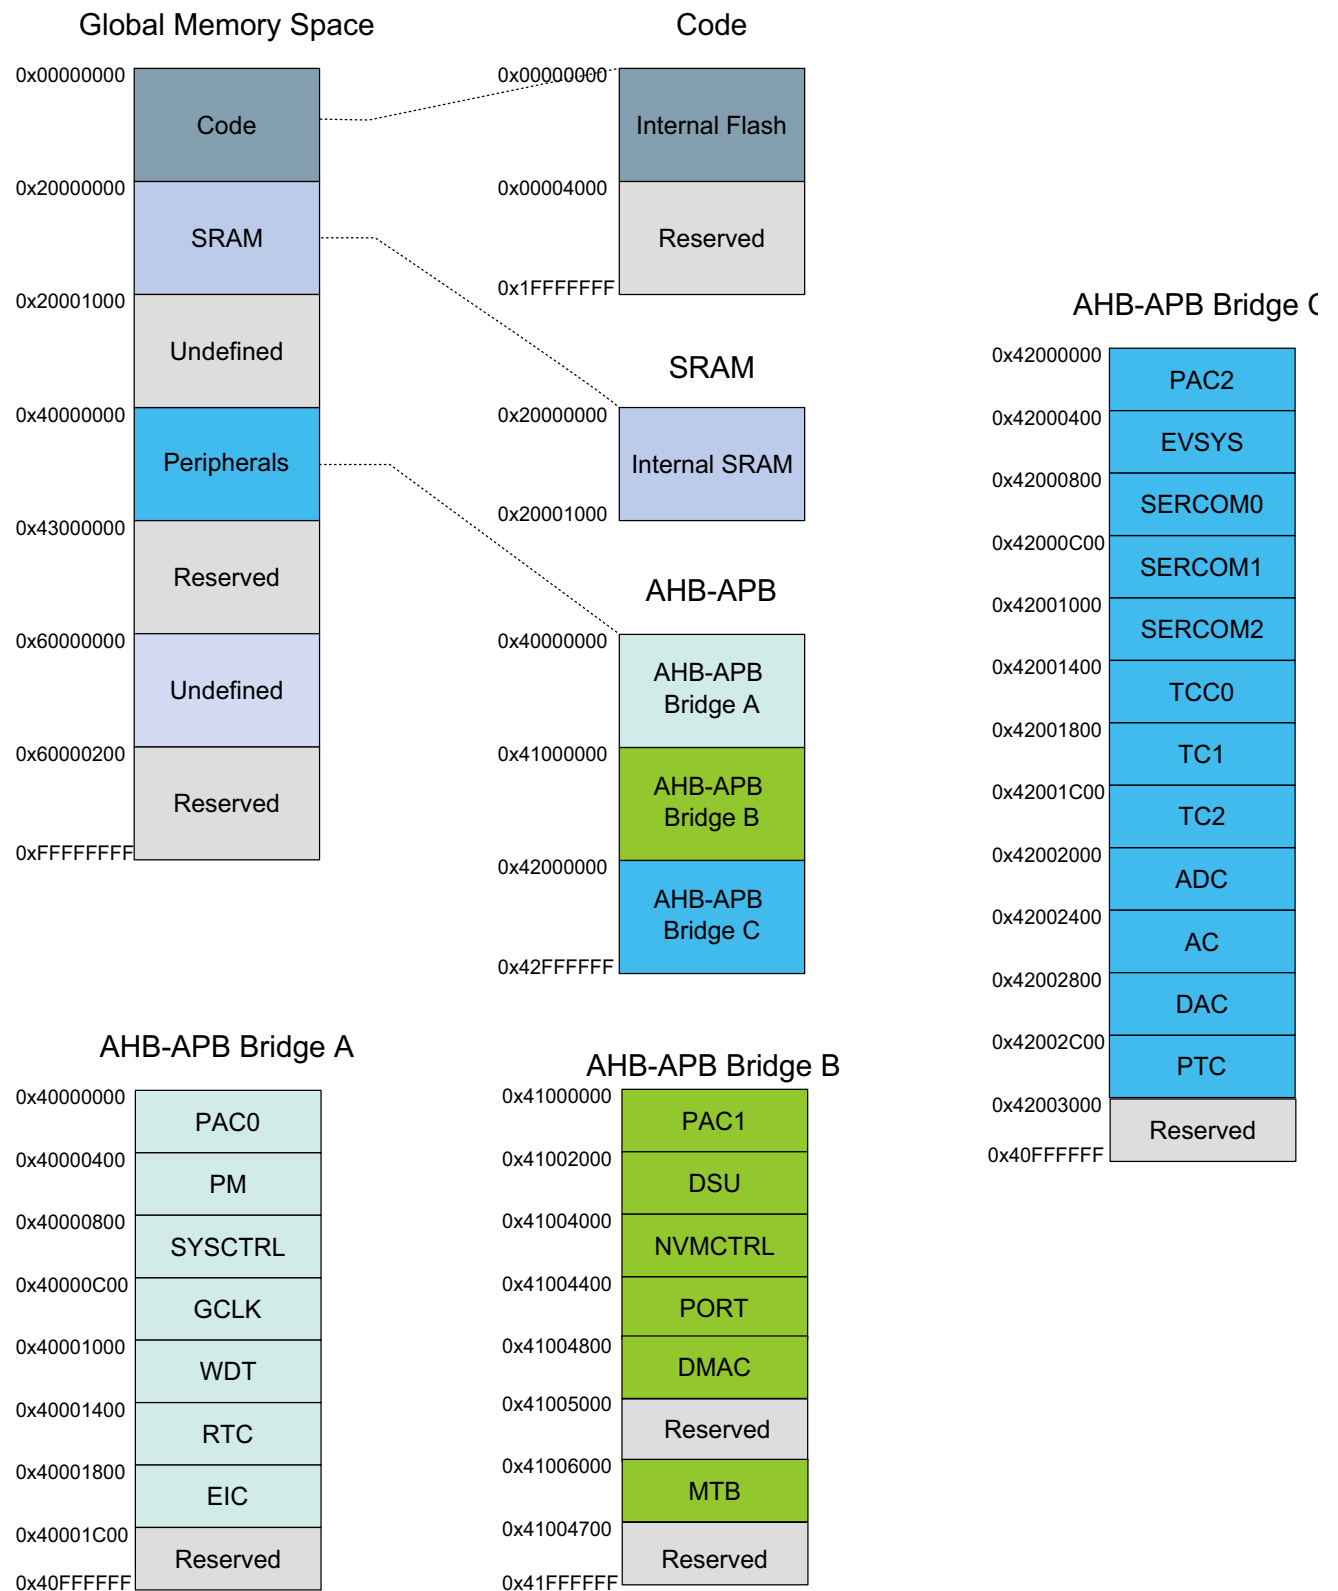 Global Memory Space
0x00000000
Code
0x20000000
SRAM
0x20001000
Undefined
0x40000000
Peripherals
0x43000000
Reserved
0x60000000
Undefined
0x60000200
Reserved
0xFFFFFFFF
Code
0x00000000
Internal Flash
0x00004000
Reserved
0x1FFFFFFF
SRAM
0x20000000
Internal SRAM
0x20001000
AHB-APB
0x40000000
AHB-APB
Bridge A
0x41000000
AHB-APB
Bridge B
0x42000000
AHB-APB
Bridge C
0x42FFFFFF
AHB-APB Bridge C
0x42000000
PAC2
0x42000400
EVSYS
0x42000800
SERCOM0
0x42000C00
SERCOM1
0x42001000
SERCOM2
0x42001400
TCC0
0x42001800
TC1
0x42001C00
TC2
0x42002000
ADC
0x42002400
AC
0x42002800
DAC
0x42002C00
PTC
0x42003000
Reserved
0x40FFFFFF
AHB-APB Bridge A
0x40000000
PAC0
0x40000400
PM
0x40000800
SYSCTRL
0x40000C00
GCLK
0x40001000
WDT
0x40001400
RTC
0x40001800
EIC
0x40001C00
Reserved
0x40FFFFFF
AHB-APB Bridge B
0x41000000
PAC1
0x41002000
DSU
0x41004000
NVMCTRL
0x41004400
PORT
0x41004800
DMAC
0x41005000
Reserved
0x41006000
MTB
0x41004700
Reserved
0x41FFFFFF